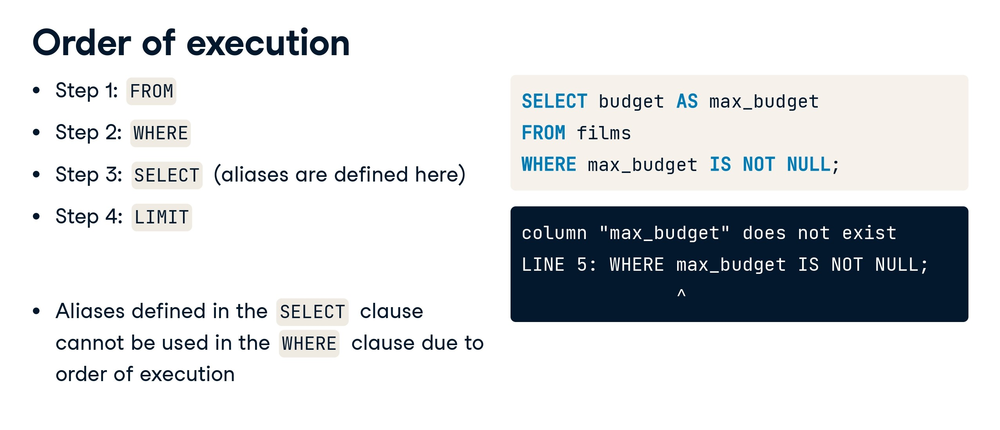 Order of execution
• Step 1: FROM
• Step 2: WHERE
• Step 3: SELECT (aliases are defined here)
• Step 4: LIMIT
• Aliases defined in the SELECT clause
cannot be used in the WHERE clause due to
order of execution
SELECT budget AS max_budget
FROM films
WHERE max_budget IS NOT NULL;
column "max_budget" does not exist
LINE 5: WHERE max_budget IS NOT NULL;
^